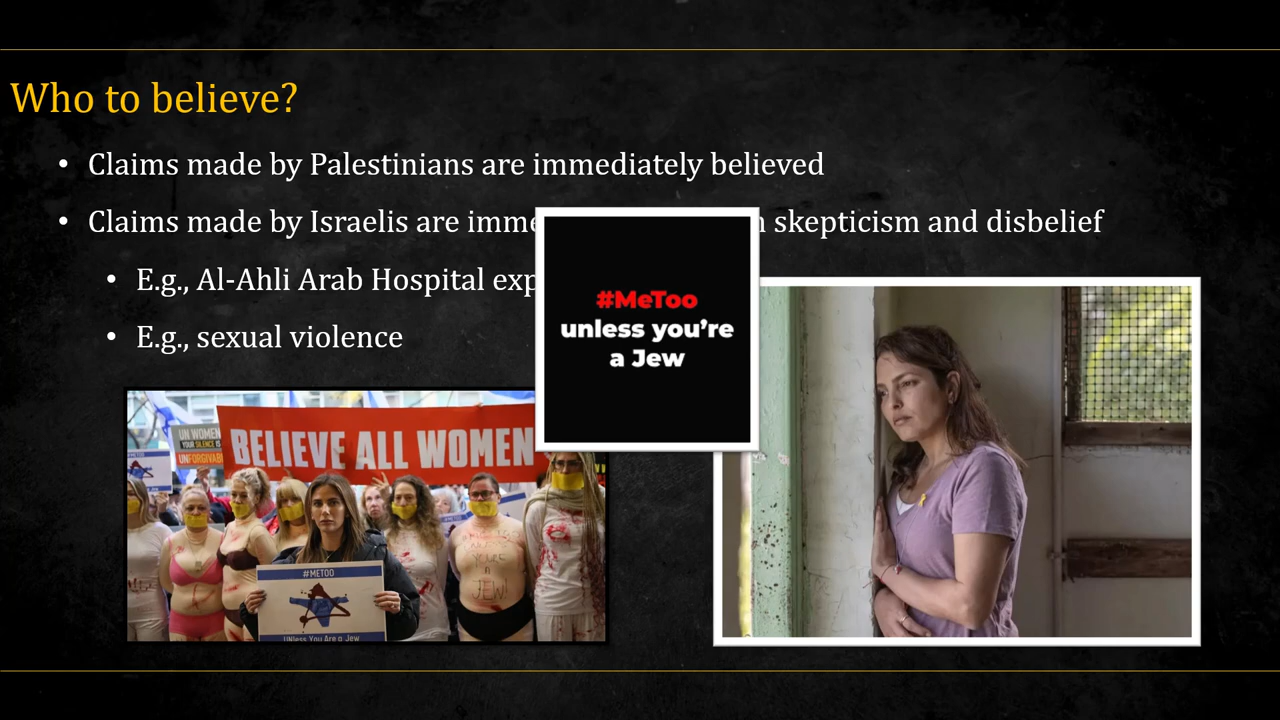 Who to believe?
• Claims made by Palestinians are immediately believed
• Claims made by Israelis are imme skepticism and disbelief
• E.g., Al-Ahli Arab Hospital exp
• E.g., sexual violence
#MeToo
unless you're
a Jew
UN WOMEN
YOUR SILENCE IS
UNFORGIVAB
BELIEVE ALL WOMEN
#METOO
UNLess You Are a Jew